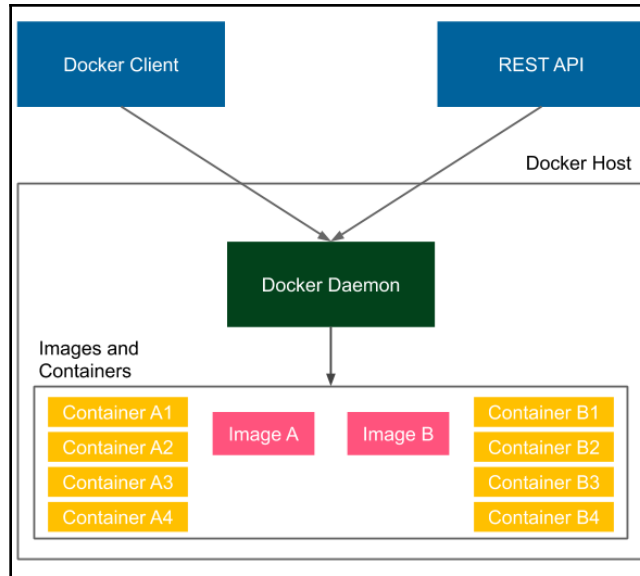 Docker Client
REST API
Docker Host
Docker Daemon
Images and
Containers
Container A1
Container A2
Container A3
Container A4
Image A
Image B
Container B1
Container B2
Container B3
Container B4